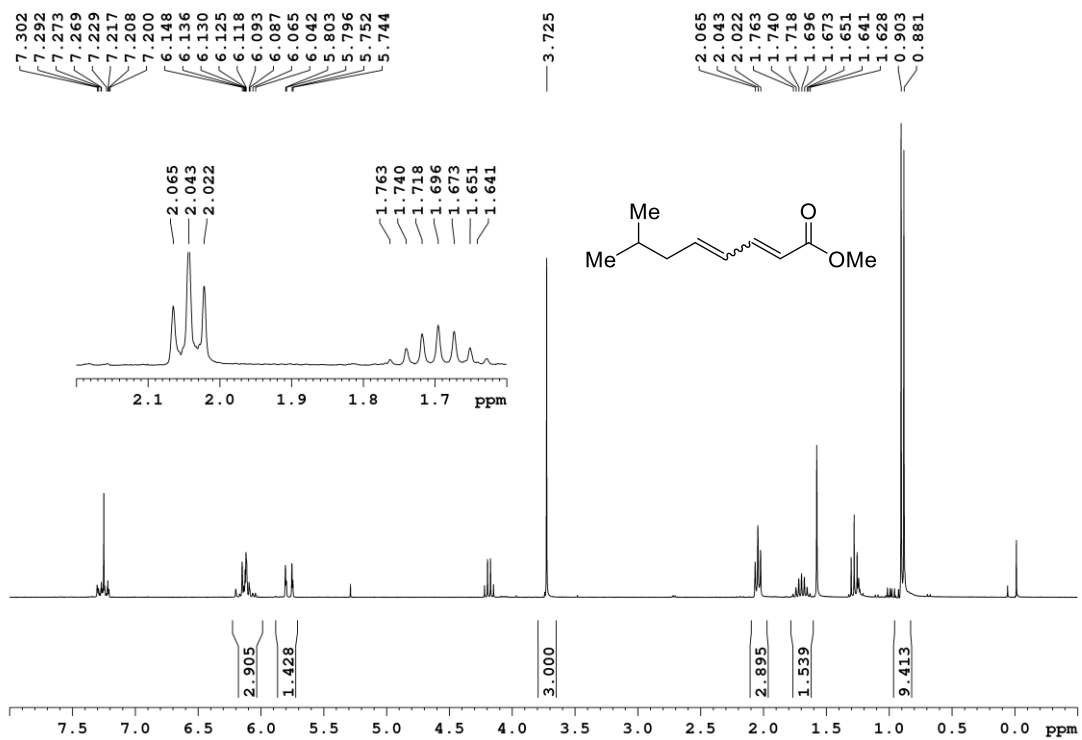 7.302 7.292 7.273 7.269 7.229 7.217 7.208 7.200 6.148 6.136 6.130 6.125 6.118 6.093 6.087 6.065 6.042 5.803 5.796 5.752 5.744 3.725 2.065 2.043 2.022 1.763 1.740 1.718 1.696 1.673 1.651 1.641 1.628 0.903 0.881
2.065 2.043 2.022 1.763 1.740 1.718 1.696 1.673 1.651 1.641
Me
O
Me
OMe
2.1 2.0 1.9 1.8 1.7 ppm
2.905 1.428 3.000 2.895 1.539 9.413
7.5 7.0 6.5 6.0 5.5 5.0 4.5 4.0 3.5 3.0 2.5 2.0 1.5 1.0 0.5 0.0 ppm